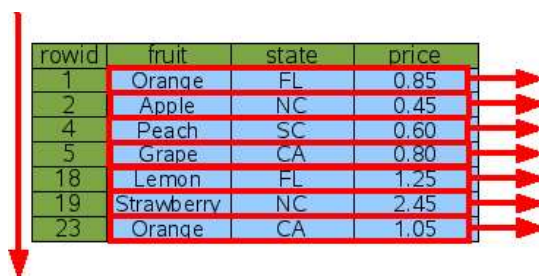 rowid fruit state price
1 Orange FL 0.85
2 Apple NC 0.45
4 Peach SC 0.60
5 Grape CA 0.80
18 Lemon FL 1.25
19 Strawberry NC 2.45
23 Orange CA 1.05